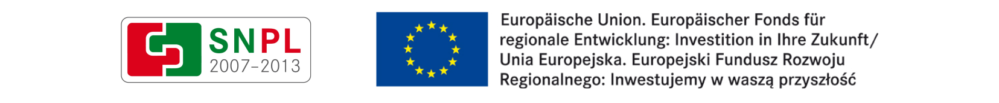 SNPL
2007–2013
Europäische Union. Europäischer Fonds für
regionale Entwicklung: Investition in Ihre Zukunft/
Unia Europejska. Europejski Fundusz Rozwoju
Regionalnego: Inwestujemy w waszą przyszłość